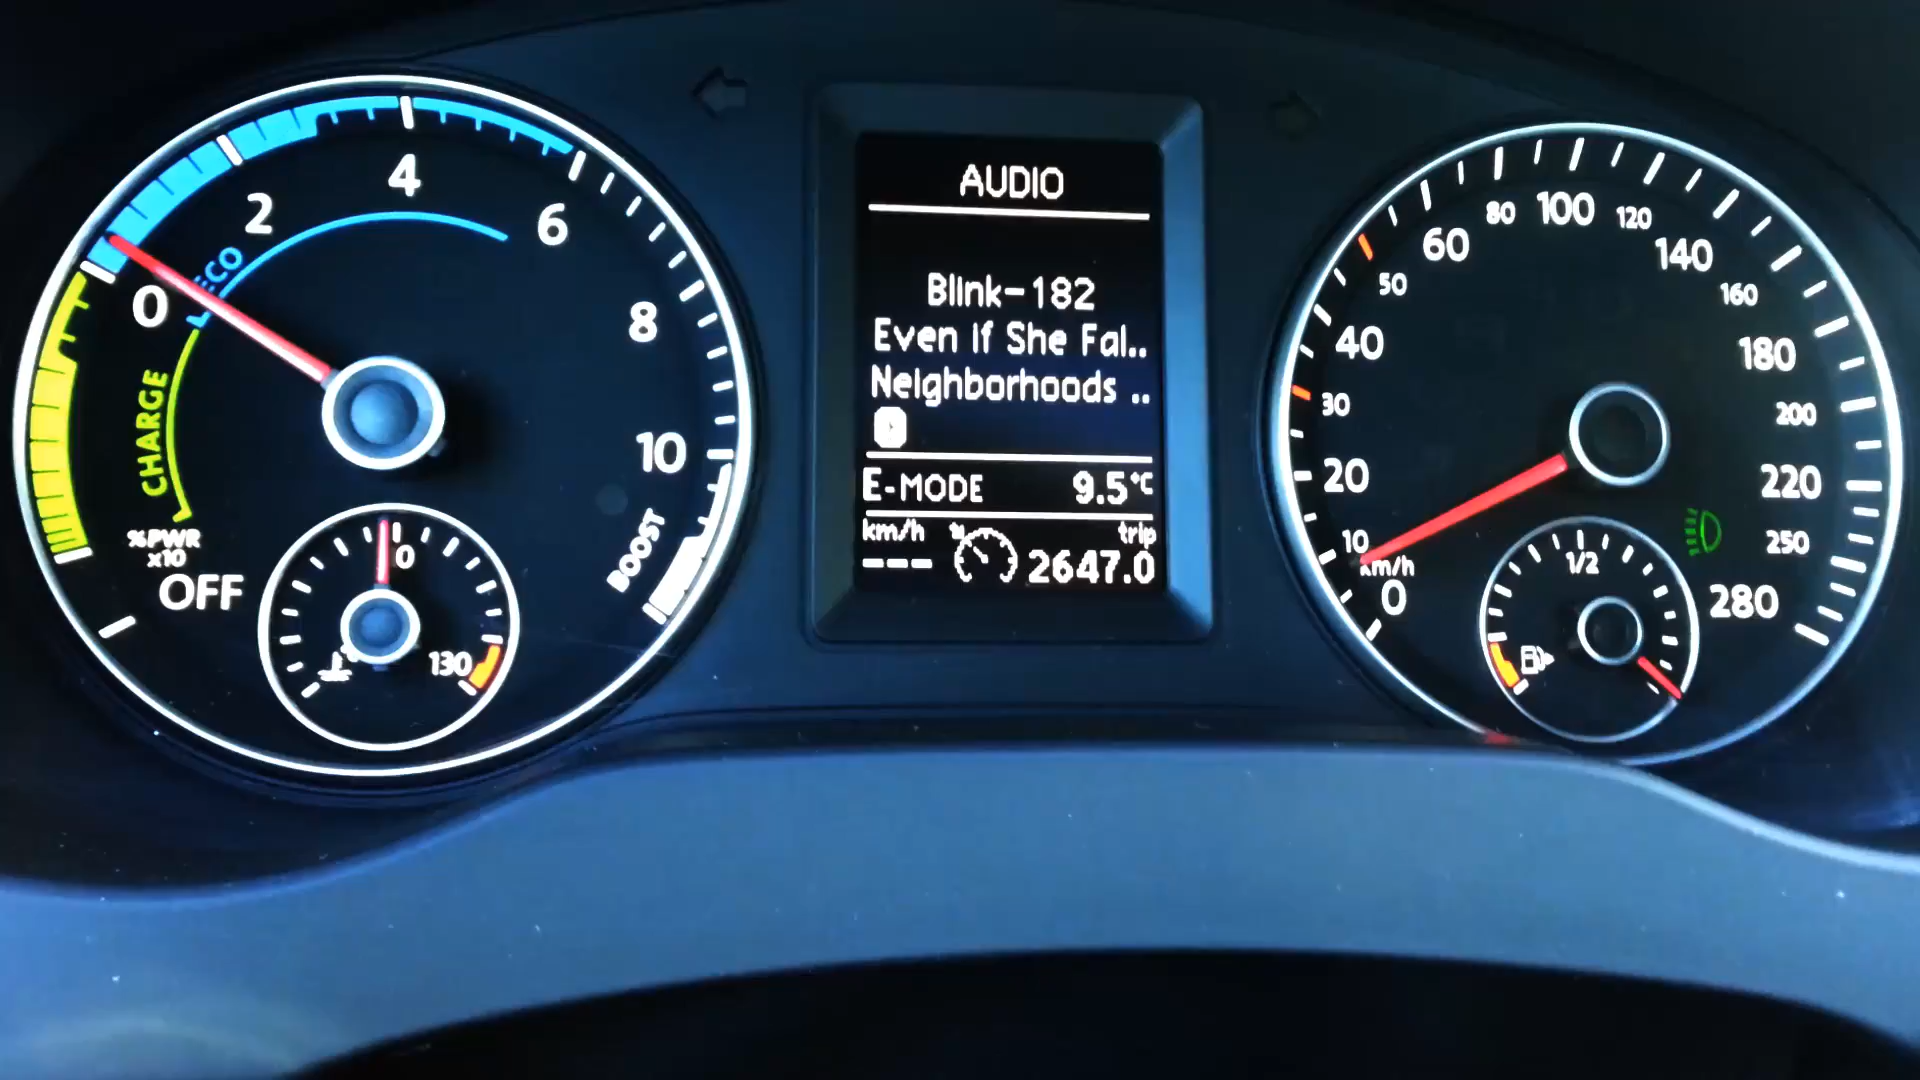 0
2
4
6
8
10
ECO
CHARGE
BOOST
%PWR
x10
OFF
0
130
AUDIO
Blink-182
Even If She Fal..
Neighborhoods ..
E-MODE 9.5°C
km/h trip
--- 2647.0
0
km/h
10
20
30
40
50
60
80
100
120
140
160
180
200
220
250
280
1/2